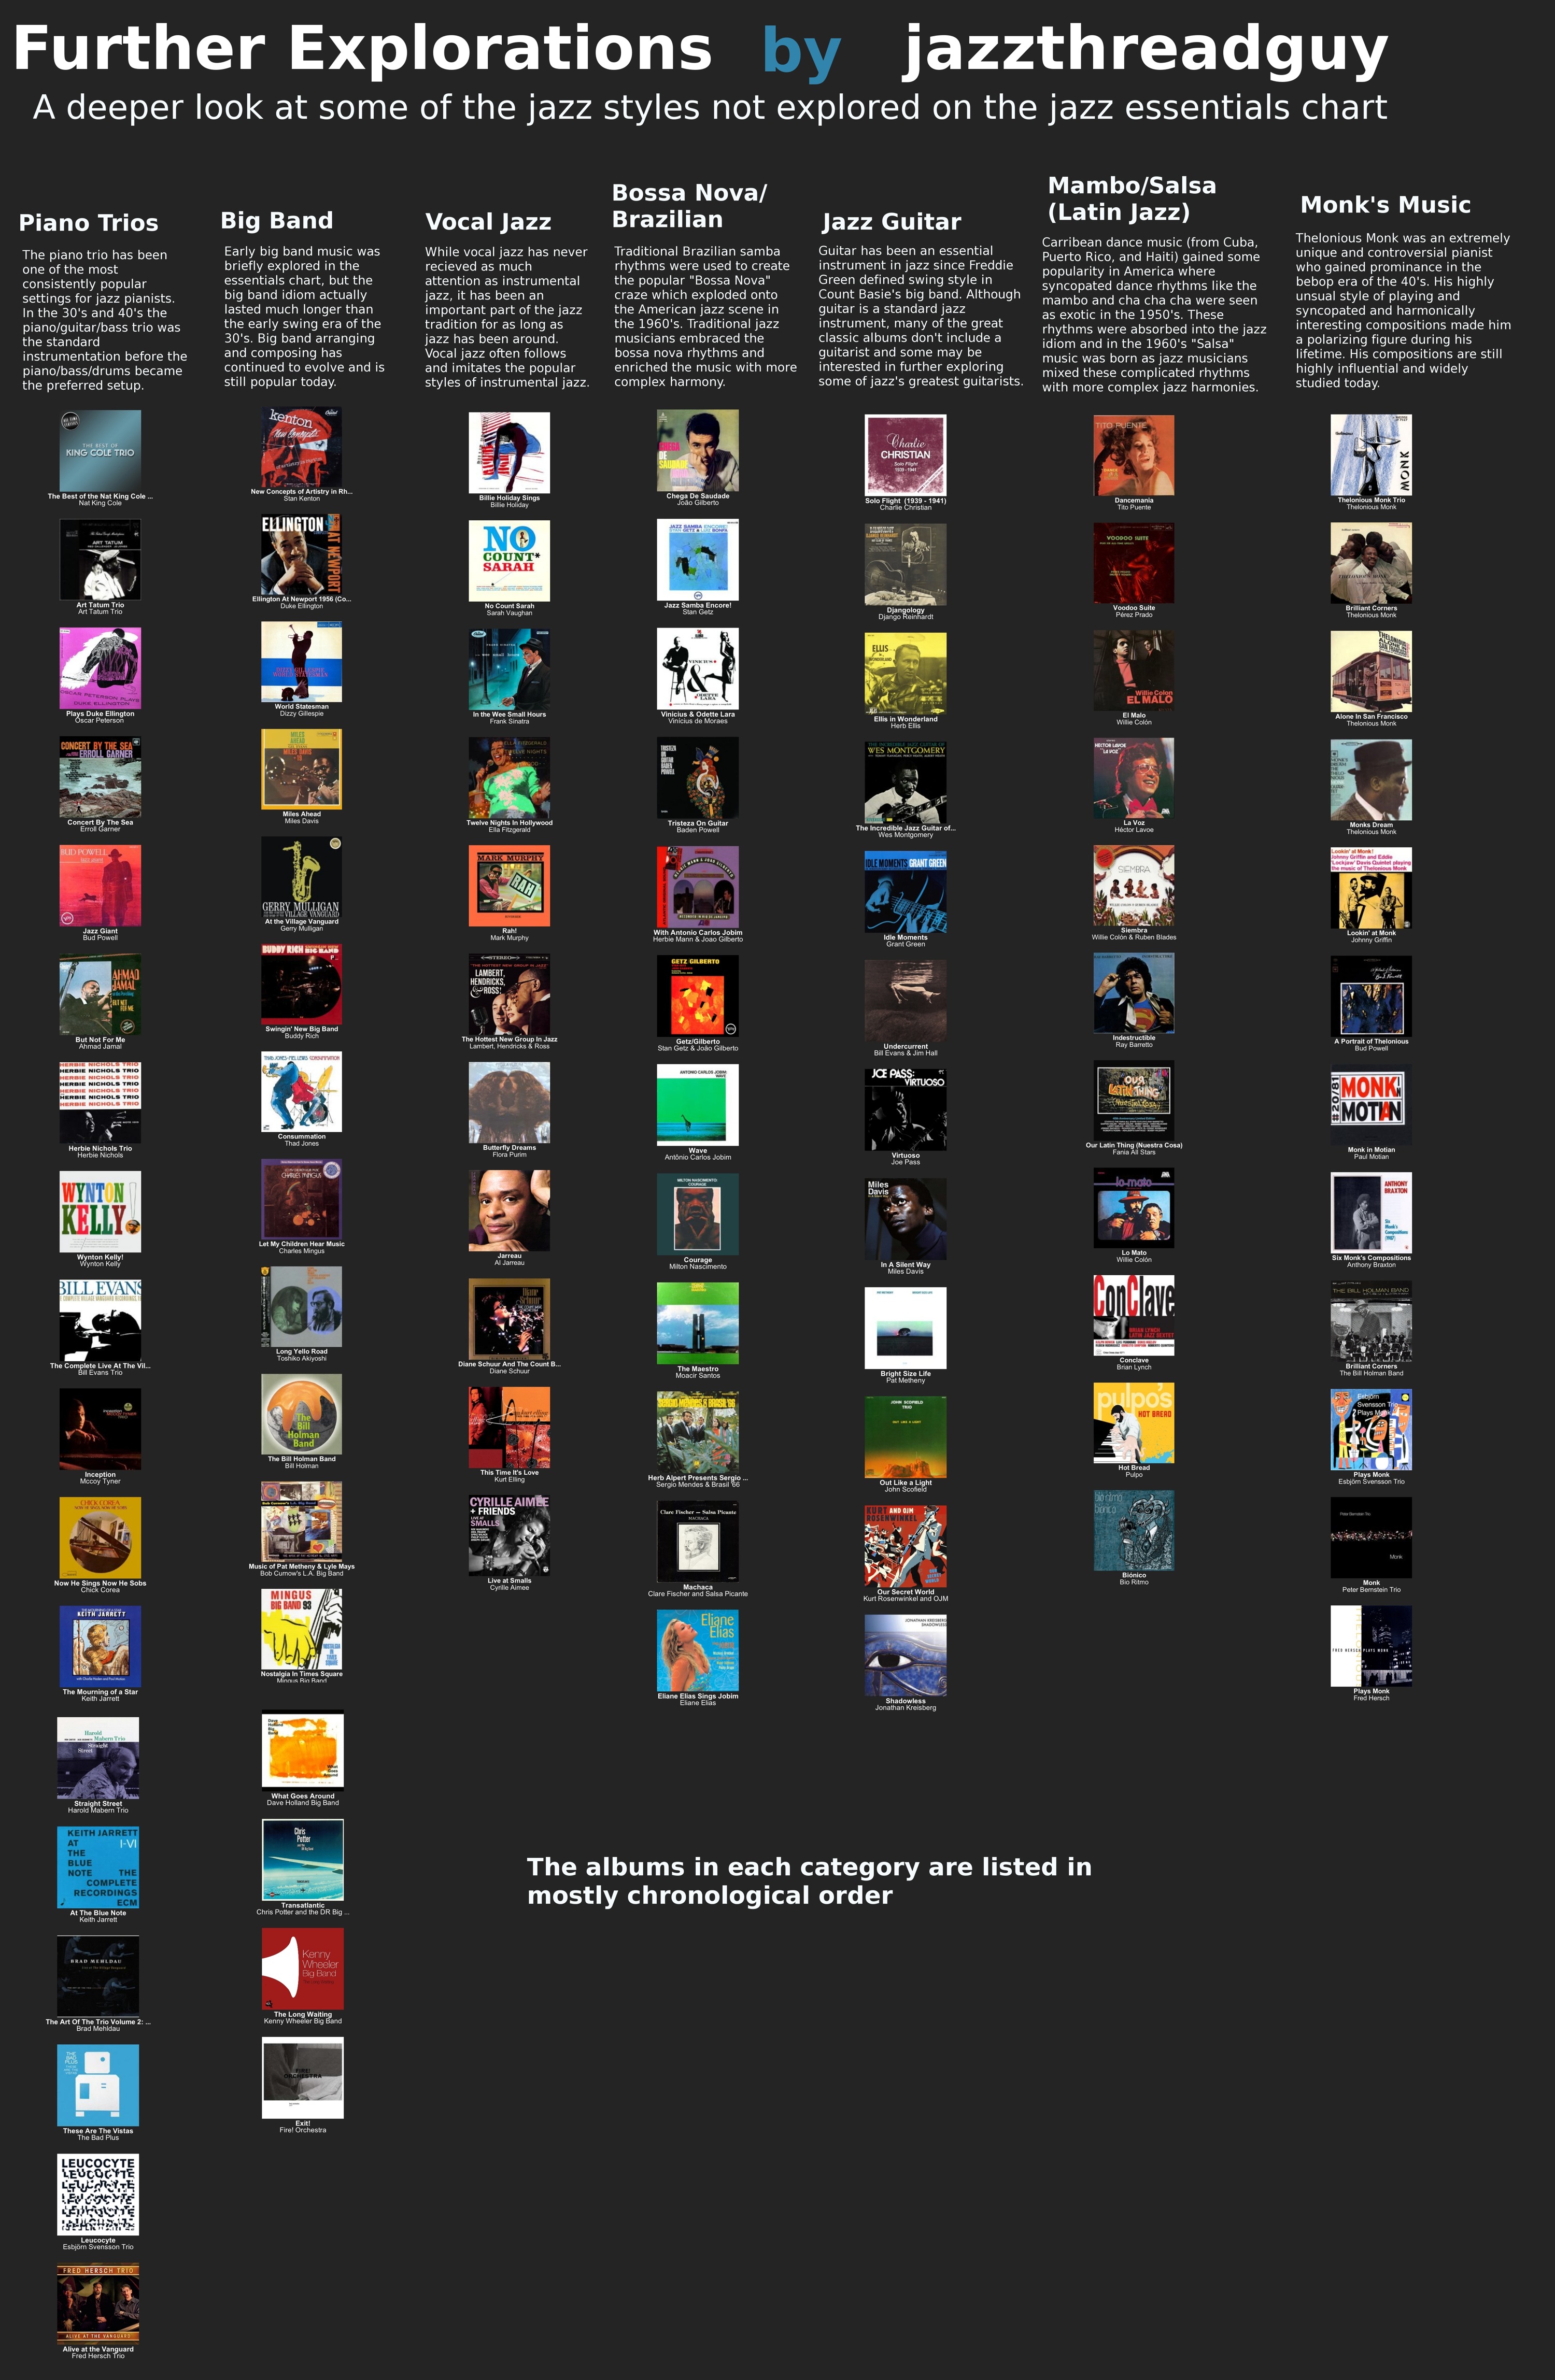 Further Explorations by jazzthreadguy
A deeper look at some of the jazz styles not explored on the jazz essentials chart
Piano Trios
The piano trio has been
one of the most
consistently popular
settings for jazz pianists.
In the 30's and 40's the
piano/guitar/bass trio was
the standard
instrumentation before the
piano/bass/drums became
the preferred setup.
The Best of the Nat King Cole ...
Nat King Cole
Art Tatum Trio
Art Tatum Trio
Plays Duke Ellington
Oscar Peterson
Concert By The Sea
Erroll Garner
Jazz Giant
Bud Powell
But Not For Me
Ahmad Jamal
Herbie Nichols Trio
Herbie Nichols
Wynton Kelly!
Wynton Kelly
The Complete Live At The Vil...
Bill Evans Trio
Inception
Mccoy Tyner
Now He Sings Now He Sobs
Chick Corea
The Mourning of a Star
Keith Jarrett
Straight Street
Harold Mabern Trio
At The Blue Note
Keith Jarrett
The Art Of The Trio Volume 2: ...
Brad Mehldau
These Are The Vistas
The Bad Plus
Leucocyte
Esbjörn Svensson Trio
Alive at the Vanguard
Fred Hersch Trio
Big Band
Early big band music was
briefly explored in the
essentials chart, but the
big band idiom actually
lasted much longer than
the early swing era of the
30's. Big band arranging
and composing has
continued to evolve and is
still popular today.
New Concepts of Artistry in Rh...
Stan Kenton
Ellington At Newport 1956 (Co...
Duke Ellington
World Statesman
Dizzy Gillespie
Miles Ahead
Miles Davis
At the Village Vanguard
Gerry Mulligan
Swingin' New Big Band
Buddy Rich
Consummation
Thad Jones
Let My Children Hear Music
Charles Mingus
Long Yello Road
Toshiko Akiyoshi
The Bill Holman Band
Bill Holman
Music of Pat Metheny & Lyle Mays
Bob Curnow's L.A. Big Band
Nostalgia In Times Square
Mingus Big Band
What Goes Around
Dave Holland Big Band
Transatlantic
Chris Potter and the DR Big ...
The Long Waiting
Kenny Wheeler Big Band
Exit!
Fire! Orchestra
Vocal Jazz
While vocal jazz has never
recieved as much
attention as instrumental
jazz, it has been an
important part of the jazz
tradition for as long as
jazz has been around.
Vocal jazz often follows
and imitates the popular
styles of instrumental jazz.
Billie Holiday Sings
Billie Holiday
No Count Sarah
Sarah Vaughan
In the Wee Small Hours
Frank Sinatra
Twelve Nights In Hollywood
Ella Fitzgerald
Rah!
Mark Murphy
The Hottest New Group In Jazz
Lambert, Hendricks & Ross
Butterfly Dreams
Flora Purim
Jarreau
Al Jarreau
Diane Schuur And The Count B...
Diane Schuur
This Time It's Love
Kurt Elling
Live at Smalls
Cyrille Aimee
Bossa Nova/
Brazilian
Traditional Brazilian samba
rhythms were used to create
the popular "Bossa Nova"
craze which exploded onto
the American jazz scene in
the 1960's. Traditional jazz
musicians embraced the
bossa nova rhythms and
enriched the music with more
complex harmony.
Chega De Saudade
João Gilberto
Jazz Samba Encore!
Stan Getz
Vinicius & Odette Lara
Vinicius de Moraes
Tristeza On Guitar
Baden Powell
With Antonio Carlos Jobim
Herbie Mann & Joao Gilberto
Getz/Gilberto
Stan Getz & João Gilberto
Wave
Antônio Carlos Jobim
Courage
Milton Nascimento
The Maestro
Moacir Santos
Herb Alpert Presents Sergio ...
Sergio Mendes & Brasil '66
Machaca
Clare Fischer and Salsa Picante
Eliane Elias Sings Jobim
Eliane Elias
Jazz Guitar
Guitar has been an essential
instrument in jazz since Freddie
Green defined swing style in
Count Basie's big band. Although
guitar is a standard jazz
instrument, many of the great
classic albums don't include a
guitarist and some may be
interested in further exploring
some of jazz's greatest guitarists.
Solo Flight (1939 - 1941)
Charlie Christian
Djangology
Django Reinhardt
Ellis in Wonderland
Herb Ellis
The Incredible Jazz Guitar of...
Wes Montgomery
Idle Moments
Grant Green
Undercurrent
Bill Evans & Jim Hall
Virtuoso
Joe Pass
In A Silent Way
Miles Davis
Bright Size Life
Pat Metheny
Out Like a Light
John Scofield
Our Secret World
Kurt Rosenwinkel and OJM
Shadowless
Jonathan Kreisberg
Mambo/Salsa
(Latin Jazz)
Carribean dance music (from Cuba,
Puerto Rico, and Haiti) gained some
popularity in America where
syncopated dance rhythms like the
mambo and cha cha cha were seen
as exotic in the 1950's. These
rhythms were absorbed into the jazz
idiom and in the 1960's "Salsa"
music was born as jazz musicians
mixed these complicated rhythms
with more complex jazz harmonies.
Dancemania
Tito Puente
Voodoo Suite
Pérez Prado
El Malo
Willie Colón
La Voz
Héctor Lavoe
Siembra
Willie Colón & Ruben Blades
Indestructible
Ray Barretto
Our Latin Thing (Nuestra Cosa)
Fania All Stars
Lo Mato
Willie Colón
Conclave
Brian Lynch
Hot Bread
Pulpo
Biónico
Bio Ritmo
Monk's Music
Thelonious Monk was an extremely
unique and controversial pianist
who gained prominence in the
bebop era of the 40's. His highly
unsual style of playing and
syncopated and harmonically
interesting compositions made him
a polarizing figure during his
lifetime. His compositions are still
highly influential and widely
studied today.
Thelonious Monk Trio
Thelonious Monk
Brilliant Corners
Thelonious Monk
Alone In San Francisco
Thelonious Monk
Monks Dream
Thelonious Monk
Lookin' at Monk
Johnny Griffin
A Portrait of Thelonious
Bud Powell
Monk in Motian
Paul Motian
Six Monk's Compositions
Anthony Braxton
Brilliant Corners
The Bill Holman Band
Plays Monk
Esbjörn Svensson Trio
Monk
Peter Bernstein Trio
Plays Monk
Fred Hersch
The albums in each category are listed in
mostly chronological order